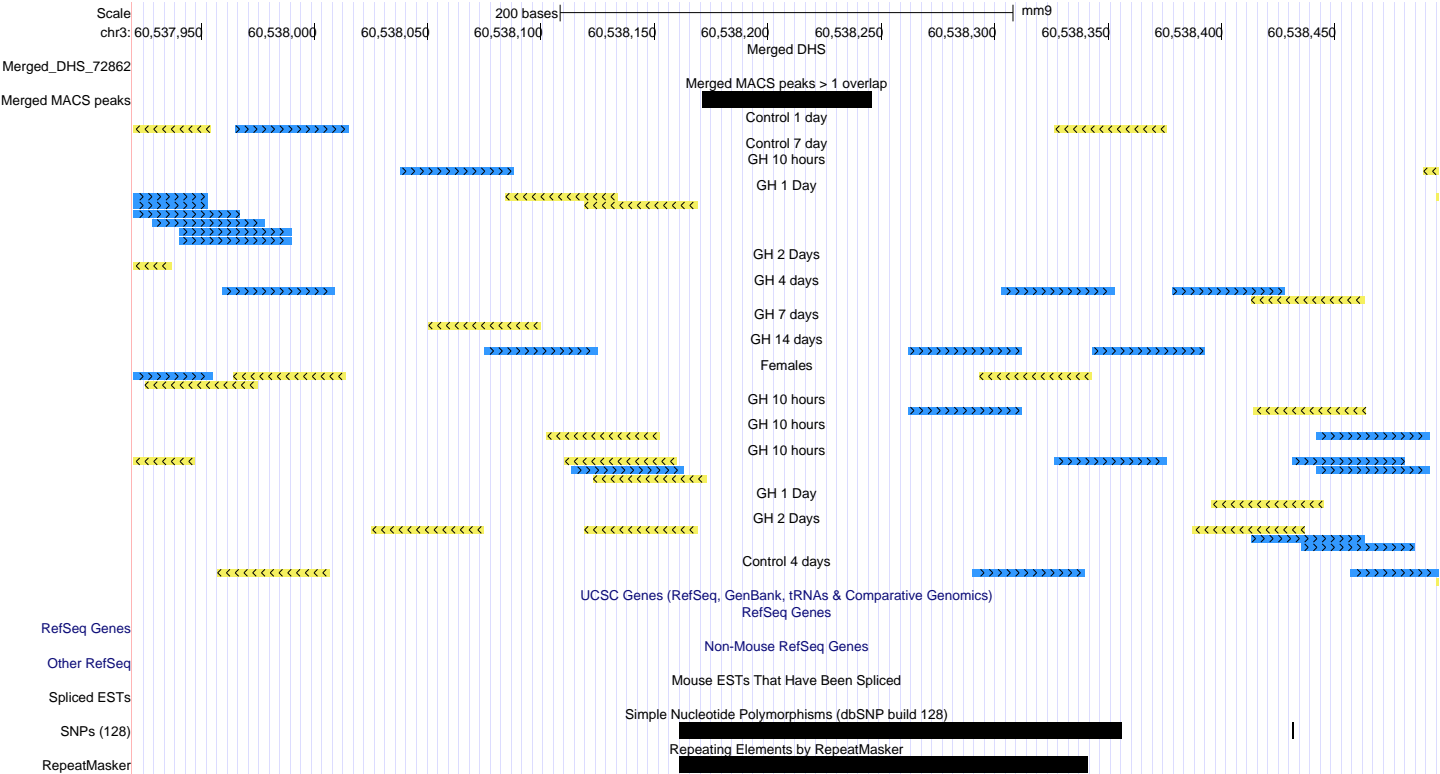 Scale 200 bases mm9
chr3: 60,537,950 60,538,000 60,538,050 60,538,100 60,538,150 60,538,200 60,538,250 60,538,300 60,538,350 60,538,400 60,538,450
Merged DHS
Merged_DHS_72862
Merged MACS peaks > 1 overlap
Merged MACS peaks
Control 1 day
Control 7 day
GH 10 hours
GH 1 Day
GH 2 Days
GH 4 days
GH 7 days
GH 14 days
Females
GH 10 hours
GH 10 hours
GH 10 hours
GH 1 Day
GH 2 Days
Control 4 days
UCSC Genes (RefSeq, GenBank, tRNAs & Comparative Genomics)
RefSeq Genes
RefSeq Genes
Non-Mouse RefSeq Genes
Other RefSeq
Mouse ESTs That Have Been Spliced
Spliced ESTs
Simple Nucleotide Polymorphisms (dbSNP build 128)
SNPs (128)
Repeating Elements by RepeatMasker
RepeatMasker